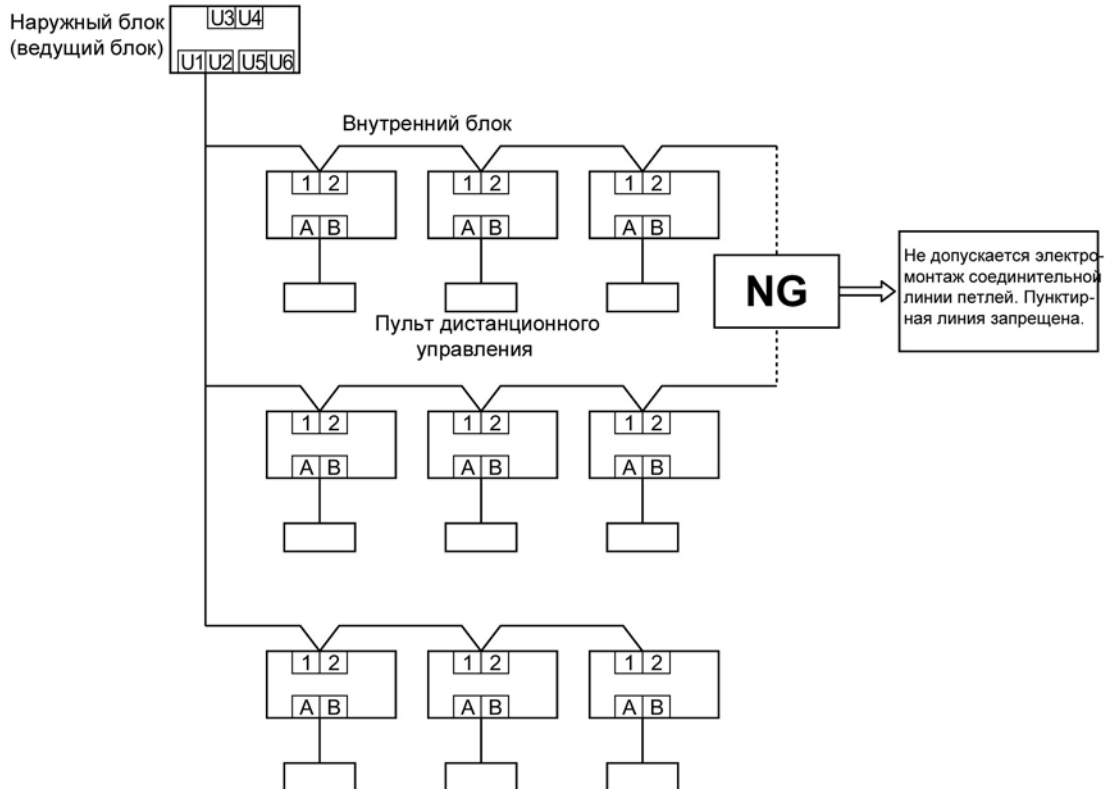 Наружный блок
(ведущий блок)
U3 U4
U1 U2 U5 U6
Внутренний блок
1 2 1 2 1 2
A B A B A B
NG
Не допускается электро-
монтаж соединительной
линии петлей. Пунктир-
ная линия запрещена.
Пульт дистанционного
управления
1 2 1 2 1 2
A B A B A B
1 2 1 2 1 2
A B A B A B